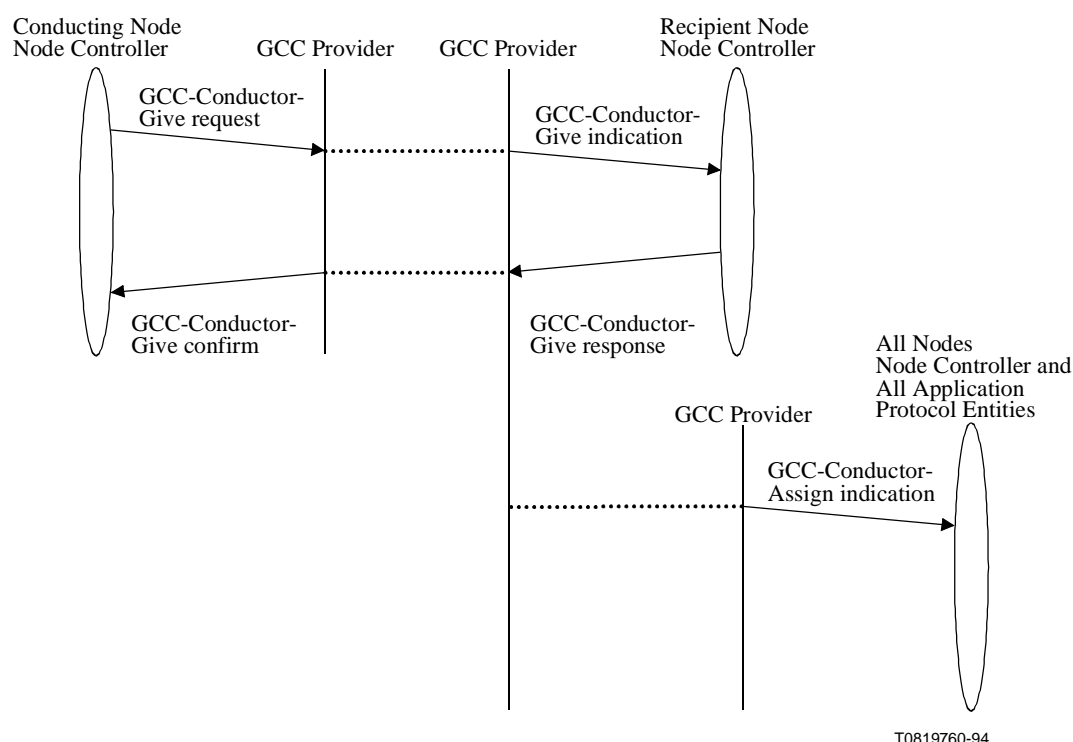 Conducting Node
Node Controller
GCC Provider
GCC Provider
Recipient Node
Node Controller
GCC-Conductor-
Give request
GCC-Conductor-
Give indication
GCC-Conductor-
Give confirm
GCC-Conductor-
Give response
All Nodes
Node Controller and
All Application
Protocol Entities
GCC Provider
GCC-Conductor-
Assign indication
T0819760-94